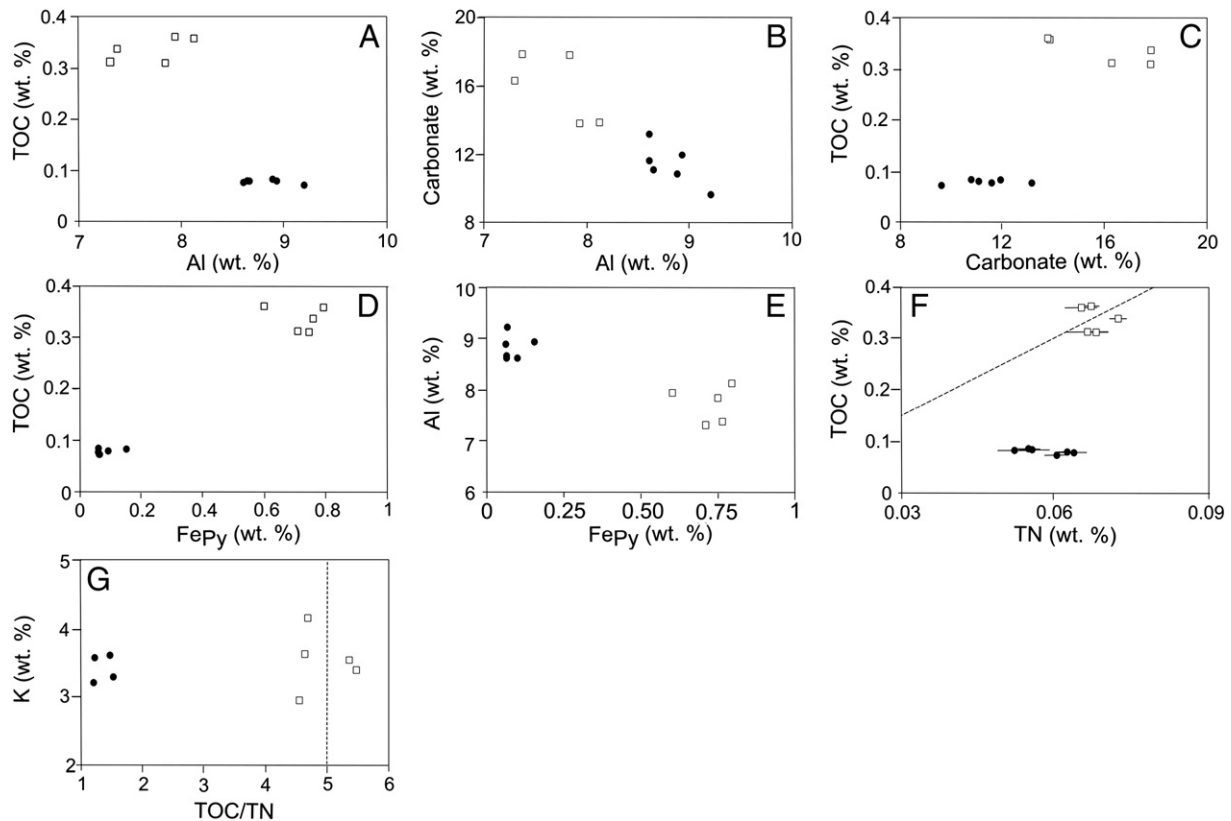 A
TOC (wt. %)
0.4
0.3
0.2
0.1
0
7 8 9 10
Al (wt. %)
B
Carbonate (wt. %)
20
16
12
8
7 8 9 10
Al (wt. %)
C
TOC (wt. %)
0.4
0.3
0.2
0.1
0
8 12 16 20
Carbonate (wt. %)
D
TOC (wt. %)
0.4
0.3
0.2
0.1
0
0 0.2 0.4 0.6 0.8 1
FePy (wt. %)
E
Al (wt. %)
10
9
8
7
6
0 0.25 0.50 0.75 1
FePy (wt. %)
F
TOC (wt. %)
0.4
0.3
0.2
0.1
0
0.03 0.06 0.09
TN (wt. %)
G
K (wt. %)
5
4
3
2
1 2 3 4 5 6
TOC/TN